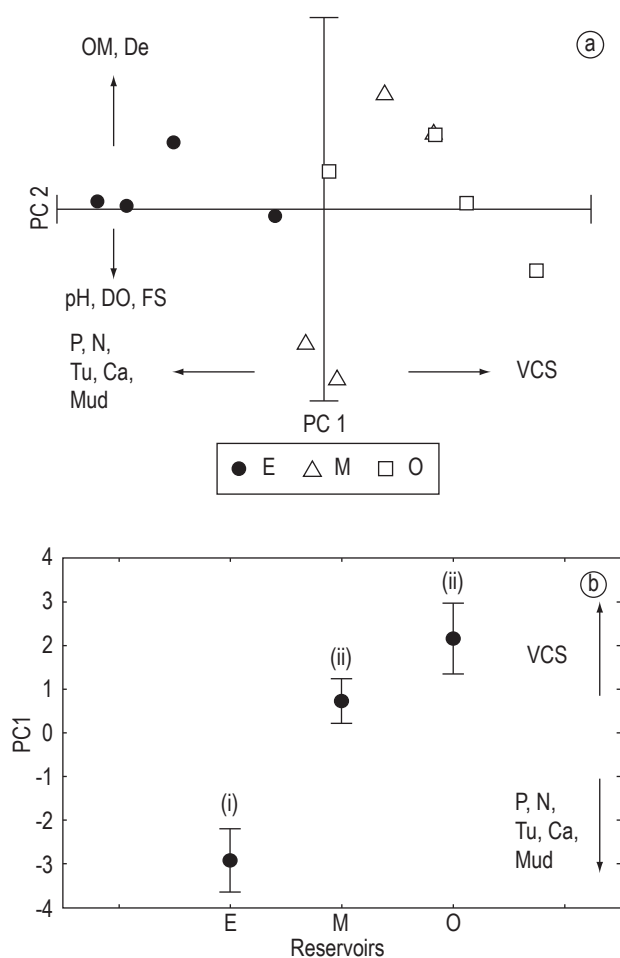 OM, De
a
PC 2
pH, DO, FS
P, N,
Tu, Ca,
Mud
VCS
PC 1
E M O
b
4
3
2
1
0
-1
-2
-3
-4
PC1
(i)
(ii)
(ii)
VCS
P, N,
Tu, Ca,
Mud
E M O
Reservoirs